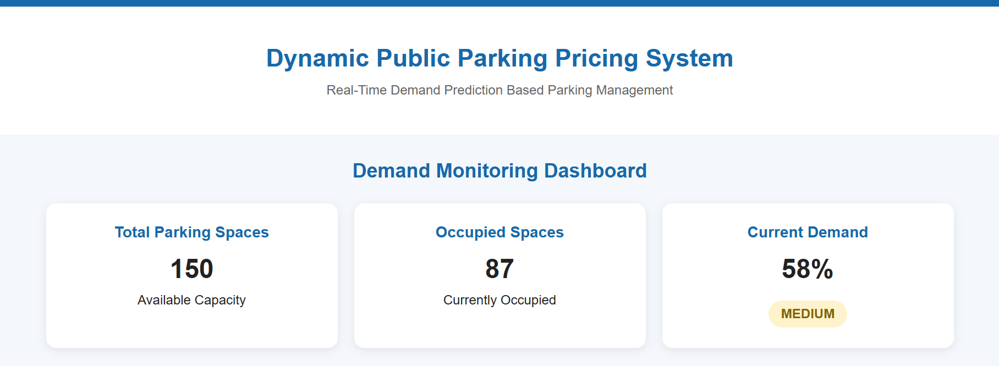 Dynamic Public Parking Pricing System
Real-Time Demand Prediction Based Parking Management
Demand Monitoring Dashboard
Total Parking Spaces
150
Available Capacity
Occupied Spaces
87
Currently Occupied
Current Demand
58%
MEDIUM